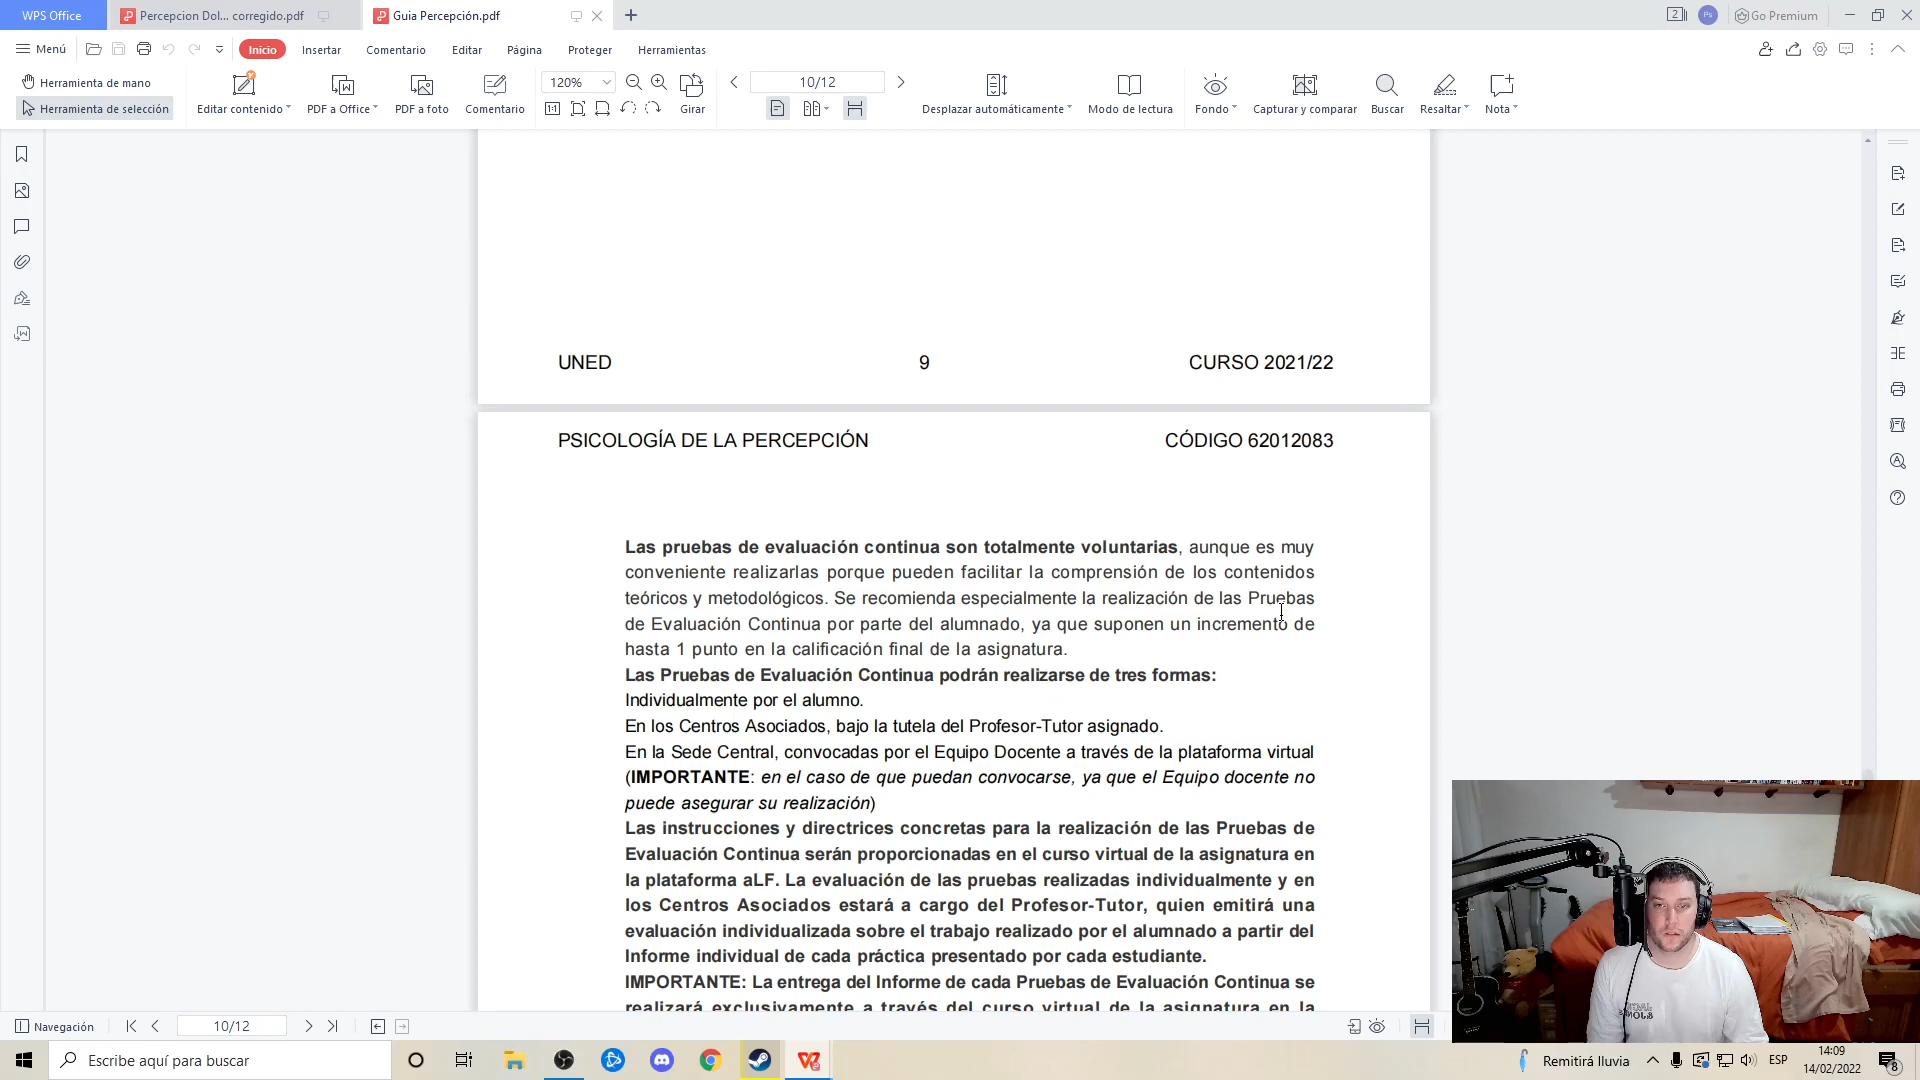 WPS Office
Percepcion Dol... corregido.pdf
Guia Percepción.pdf
2
Go Premium
Menú
Inicio
Insertar
Comentario
Editar
Página
Proteger
Herramientas
Herramienta de mano
Herramienta de selección
Editar contenido
PDF a Office
PDF a foto
Comentario
120%
Girar
10/12
Desplazar automáticamente
Modo de lectura
Fondo
Capturar y comparar
Buscar
Resaltar
Nota
UNED 9 CURSO 2021/22
PSICOLOGÍA DE LA PERCEPCIÓN CÓDIGO 62012083
Las pruebas de evaluación continua son totalmente voluntarias, aunque es muy
conveniente realizarlas porque pueden facilitar la comprensión de los contenidos
teóricos y metodológicos. Se recomienda especialmente la realización de las Pruebas
de Evaluación Continua por parte del alumnado, ya que suponen un incremento de
hasta 1 punto en la calificación final de la asignatura.
Las Pruebas de Evaluación Continua podrán realizarse de tres formas:
Individualmente por el alumno.
En los Centros Asociados, bajo la tutela del Profesor-Tutor asignado.
En la Sede Central, convocadas por el Equipo Docente a través de la plataforma virtual
(IMPORTANTE: en el caso de que puedan convocarse, ya que el Equipo docente no
puede asegurar su realización)
Las instrucciones y directrices concretas para la realización de las Pruebas de
Evaluación Continua serán proporcionadas en el curso virtual de la asignatura en
la plataforma aLF. La evaluación de las pruebas realizadas individualmente y en
los Centros Asociados estará a cargo del Profesor-Tutor, quien emitirá una
evaluación individualizada sobre el trabajo realizado por el alumnado a partir del
Informe individual de cada práctica presentado por cada estudiante.
IMPORTANTE: La entrega del Informe de cada Pruebas de Evaluación Continua se
realizará exclusivamente a través del curso virtual de la asignatura en la
Navegación
10/12
Escribe aquí para buscar
Remitirá lluvia
ESP
14:09
14/02/2022
8